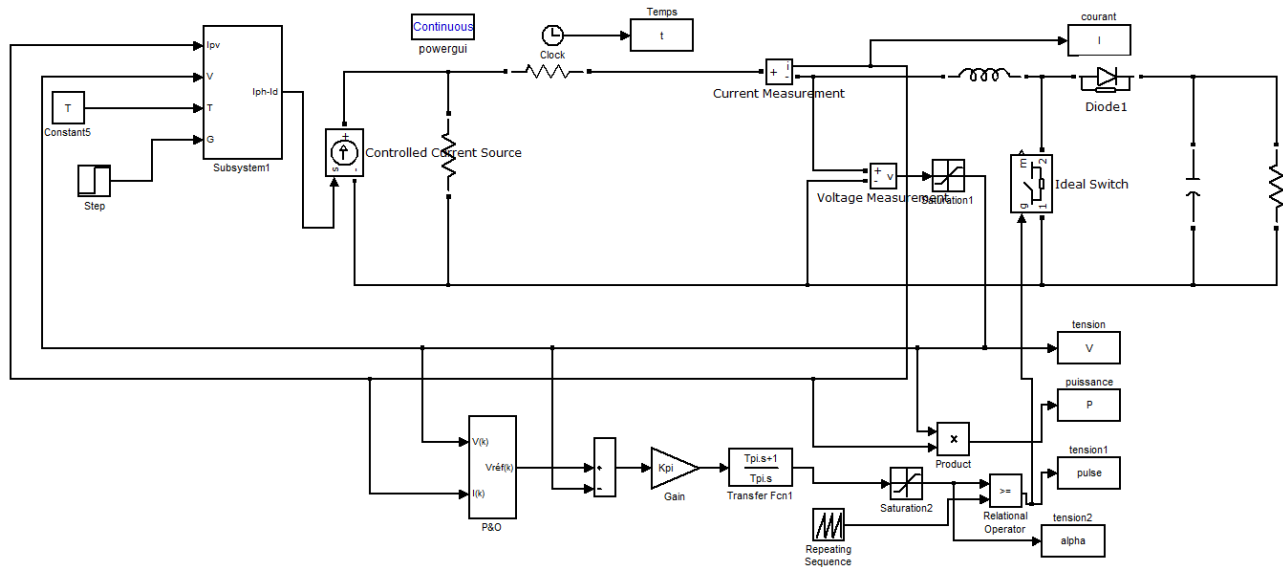 Continuous
powergui
Clock
Temps
t
courant
I
Ipv
V
T
G
Iph-Id
Subsystem1
T
Constant5
Step
s
+
-
Controlled Current Source
+
i
-
Current Measurement
Diode1
+
-
v
Voltage Measurement
Saturation1
g
m
1
2
Ideal Switch
tension
V
puissance
P
V(k)
I(k)
Vréf(k)
P&O
+
-
Kpi
Gain
Tpi.s+1
Tpi.s
Transfer Fcn1
Saturation2
x
Product
>=
Relational
Operator
Repeating
Sequence
tension1
pulse
tension2
alpha